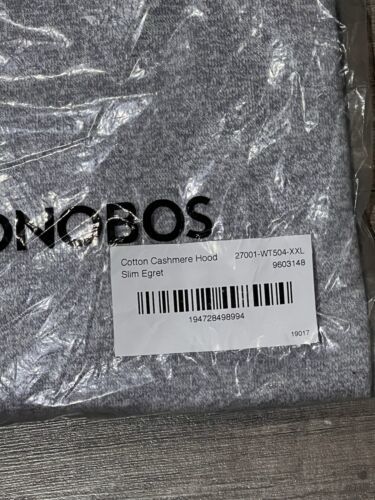 ONOBOS
Cotton Cashmere Hood 27001-WT504-XXL
Slim Egret 9603148
194728498994
19017